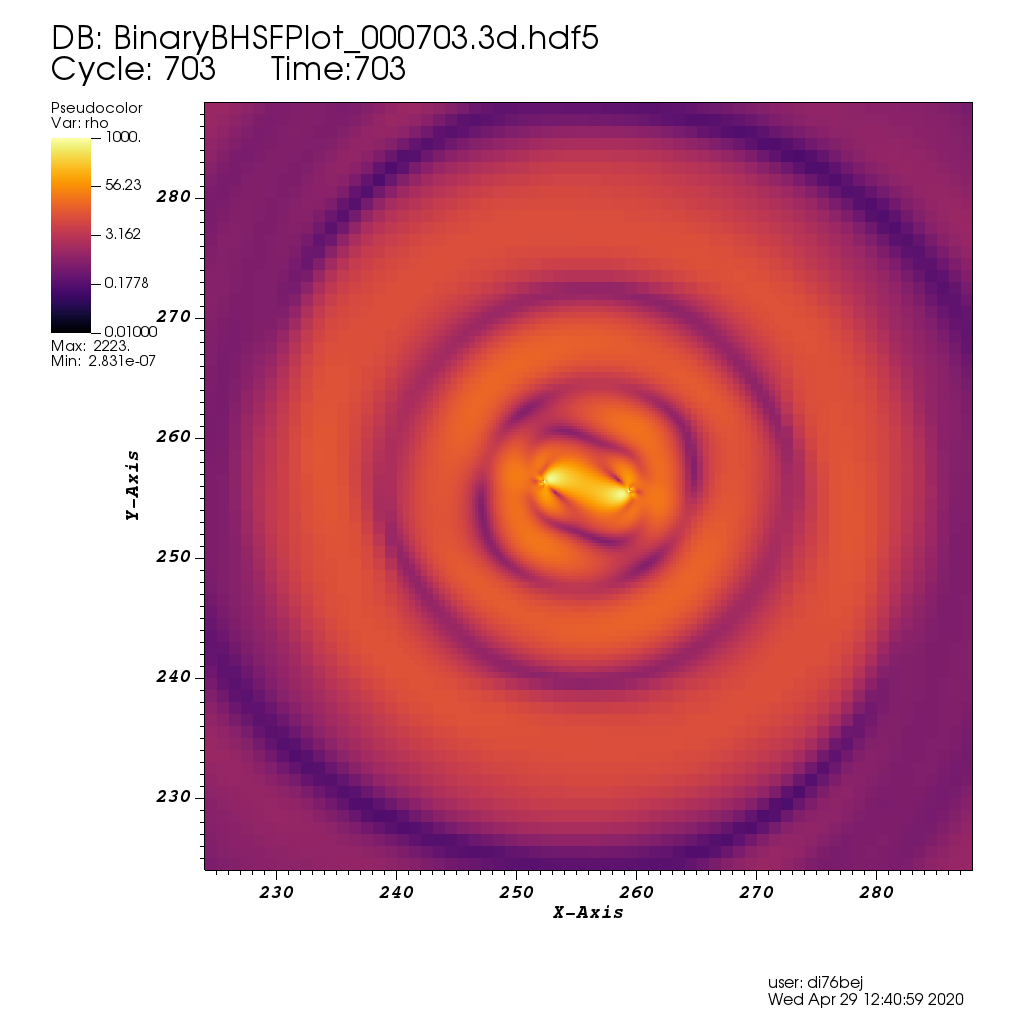 DB: BinaryBHSFPlot_000703.3d.hdf5
Cycle: 703 Time:703
Pseudocolor
Var: rho
1000.
56.23
3.162
0.1778
0.01000
Max: 2223.
Min: 2.831e-07
280
270
260
250
240
230
Y-Axis
230 240 250 260 270 280
X-Axis
user: di76bej
Wed Apr 29 12:40:59 2020